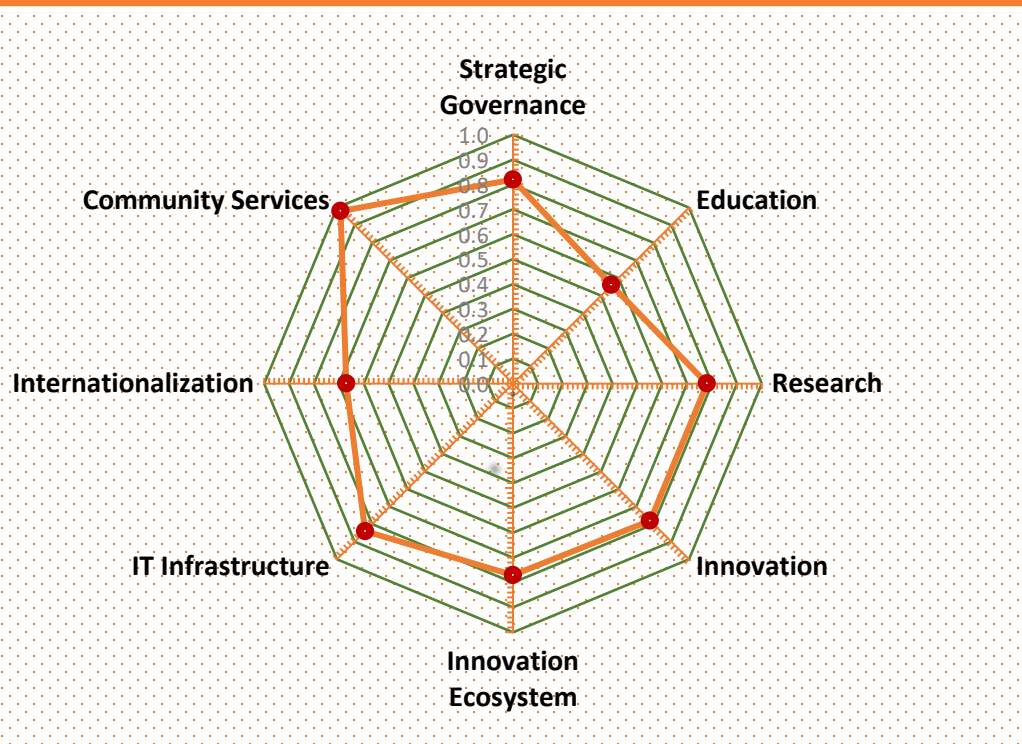 Strategic
Governance
1.0
0.9
0.8
0.7
0.6
0.5
0.4
0.3
0.2
0.1
0.0
Community Services
Education
Internationalization
Research
IT Infrastructure
Innovation
Innovation
Ecosystem